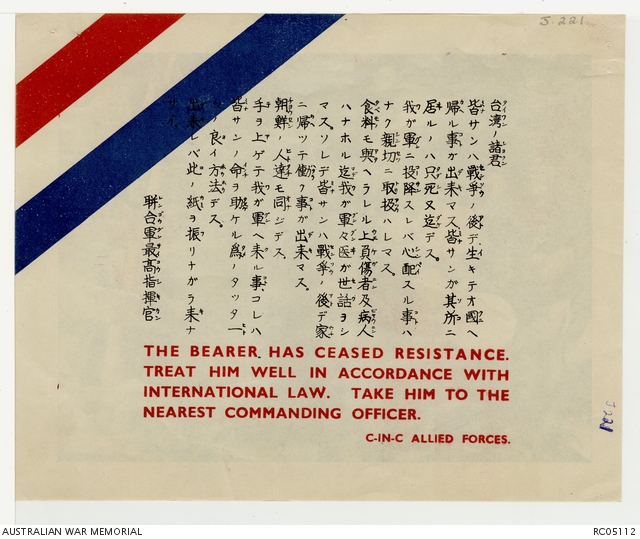 J.221
台湾ノ諸君
皆サンハ戦争ノ後デ生キテオ國ヘ
帰ル事ガ出来マス皆サンガ其所ニ
居ルノハ只死ヌ迄デス。
我ガ軍ニ投降スレバ心配スル事ハ
ナク親切ニ取扱ハレマス。
食料モ與ヘラレル上負傷者及病人
ハナホル迄我ガ軍々医ガ世話ヲシ
マス。ソレデ皆サンハ戦争ノ後デ家
ニ帰ツテ働ク事ガ出来マス。
朝鮮ノ人達モ同ジデス。
手ヲ上ゲテ我ガ軍ヘ来ル事、コレハ
皆サンノ命ヲ助ケル為ノタッタ一
ツノ良イ方法デス。
出来レバ此ノ紙ヲ振リナガラ来ナ
サイ。
聯合軍最高指揮官
THE BEARER HAS CEASED RESISTANCE.
TREAT HIM WELL IN ACCORDANCE WITH
INTERNATIONAL LAW. TAKE HIM TO THE
NEAREST COMMANDING OFFICER.
C-IN-C ALLIED FORCES.
J221
AUSTRALIAN WAR MEMORIAL
RC05112